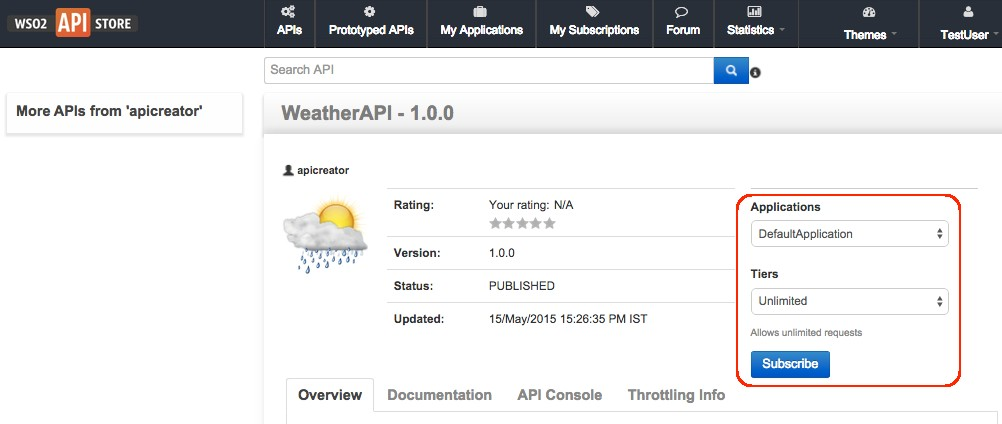 WSO2 API STORE
APIs
Prototyped APIs
My Applications
My Subscriptions
Forum
Statistics
Themes
TestUser
Search API
More APIs from 'apicreator'
WeatherAPI - 1.0.0
apicreator
Rating: Your rating: N/A
Version: 1.0.0
Status: PUBLISHED
Updated: 15/May/2015 15:26:35 PM IST
Applications
DefaultApplication
Tiers
Unlimited
Allows unlimited requests
Subscribe
Overview Documentation API Console Throttling Info